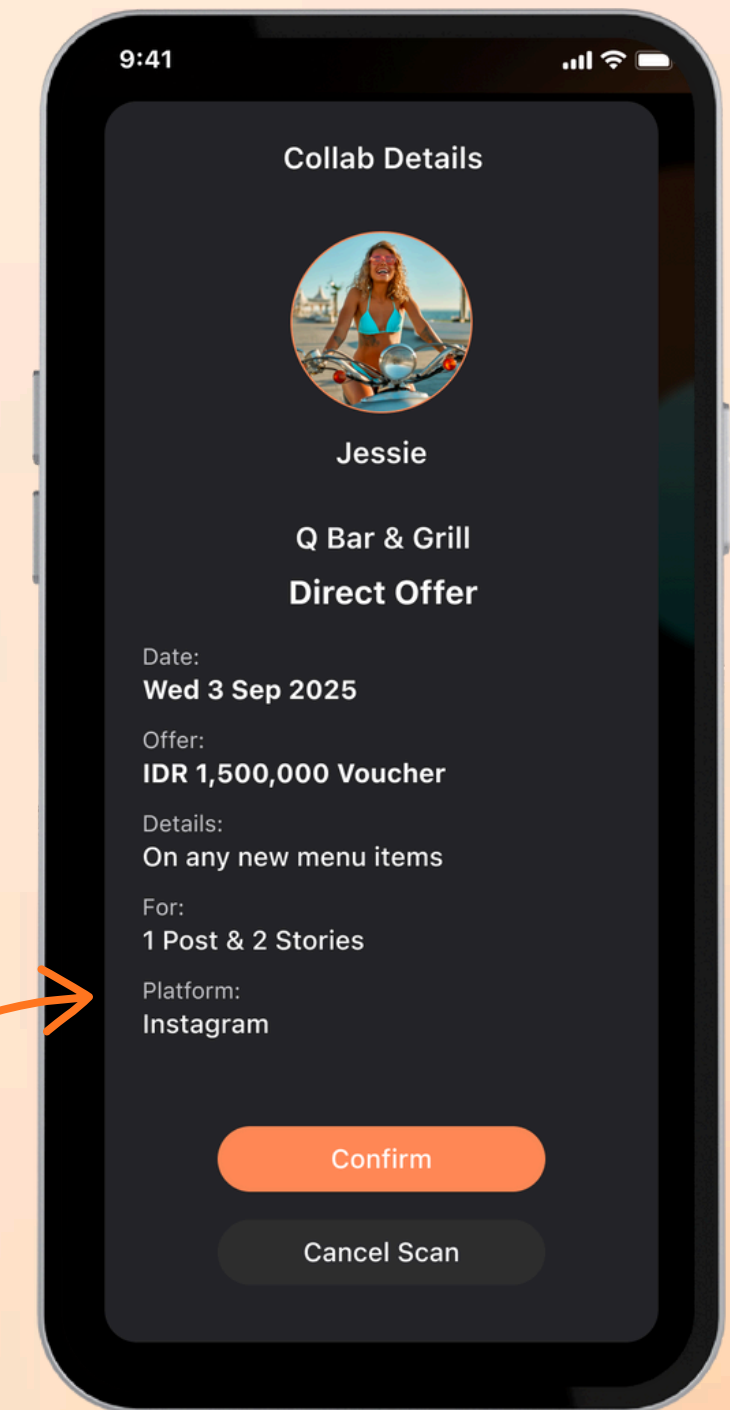 9:41
Collab Details
Jessie
Q Bar & Grill
Direct Offer
Date:
Wed 3 Sep 2025
Offer:
IDR 1,500,000 Voucher
Details:
On any new menu items
For:
1 Post & 2 Stories
Platform:
Instagram
Confirm
Cancel Scan